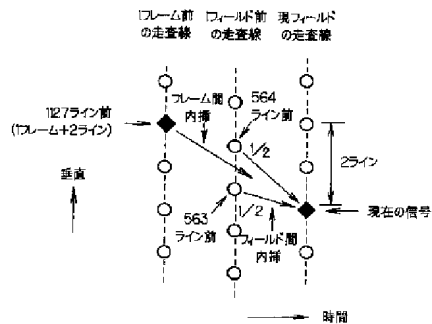 1フレーム前
の走査線
1フィールド前
の走査線
現フィールド
の走査線
1127ライン前
(1フレーム+2ライン)
フレーム間
内挿
564
ライン前
1/2
2ライン
垂直
563
ライン前
1/2
フィールド間
内挿
現在の信号
時間